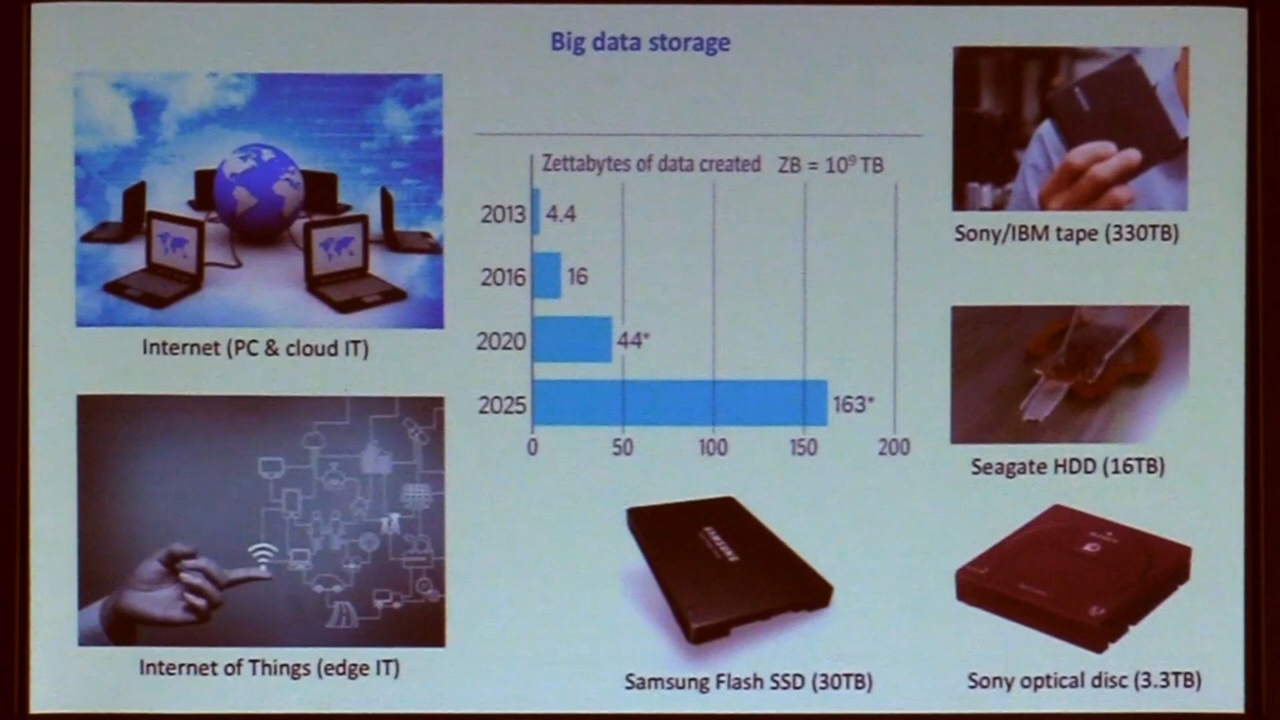 Big data storage
Internet (PC & cloud IT)
Internet of Things (edge IT)
Zettabytes of data created ZB = 10⁹ TB
2013 4.4
2016 16
2020 44*
2025 163*
0 50 100 150 200
SAMSUNG
Samsung Flash SSD (30TB)
Sony/IBM tape (330TB)
Seagate HDD (16TB)
Sony optical disc (3.3TB)